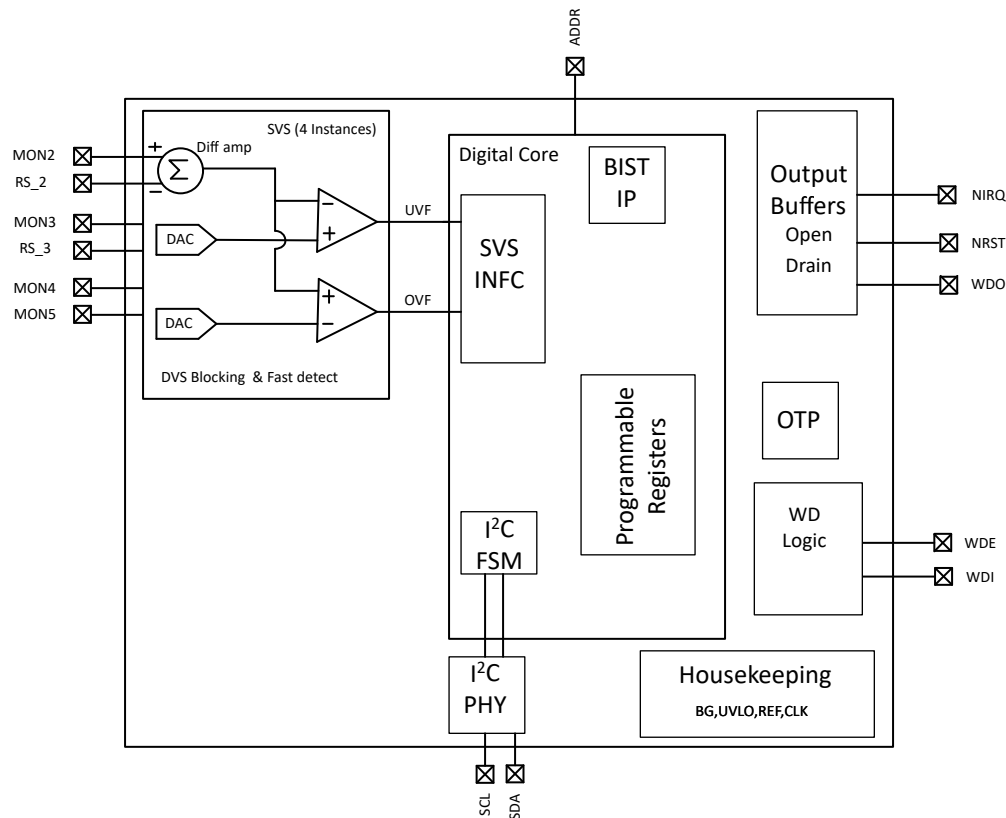 ADDR
SVS (4 Instances)
MON2
+
Diff amp
Σ
RS_2
−
MON3
RS_3
DAC
−
+
UVF
MON4
MON5
DAC
+
−
OVF
DVS Blocking & Fast detect
Digital Core
BIST
IP
SVS
INFC
Programmable
Registers
I²C
FSM
I²C
PHY
SCL
SDA
Output
Buffers
Open
Drain
NIRQ
NRST
WDO
OTP
WD
Logic
WDE
WDI
Housekeeping
BG,UVLO,REF,CLK